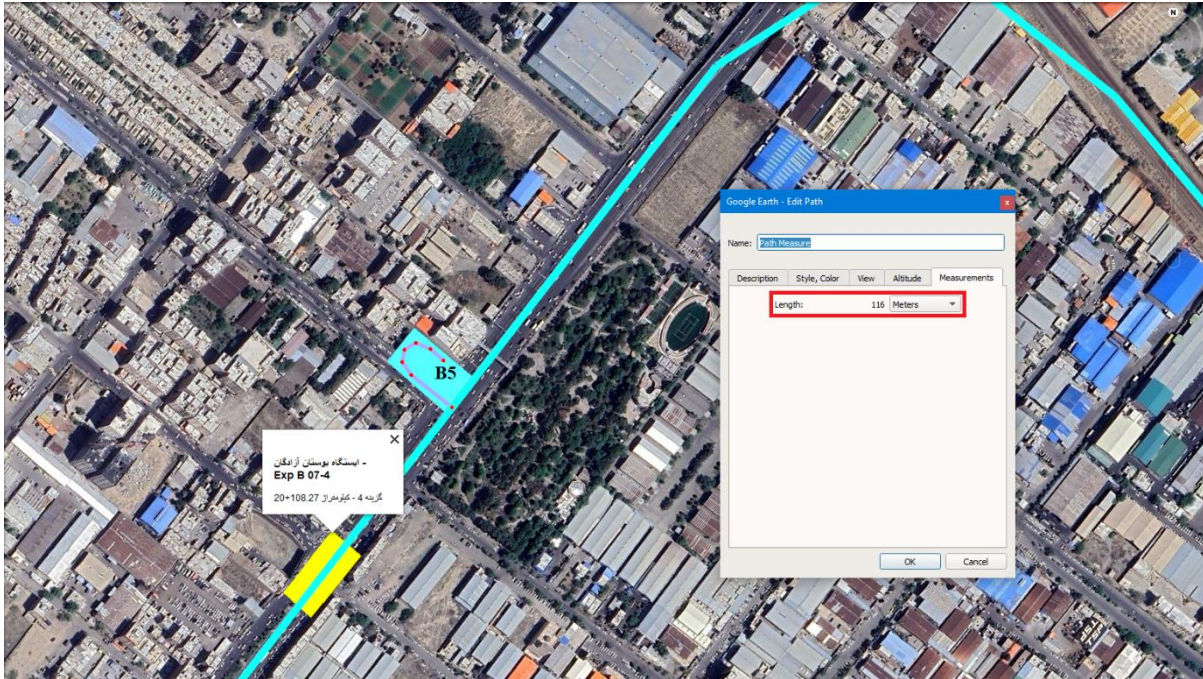 N
Google Earth - Edit Path
x
Name: Path Measure
Description Style, Color View Altitude Measurements
Length: 116 Meters
B5
ایستگاه بوستان آزادگان -
Exp B 07-4
گزینه 4 - کیلومتراژ 108.27+20
OK Cancel